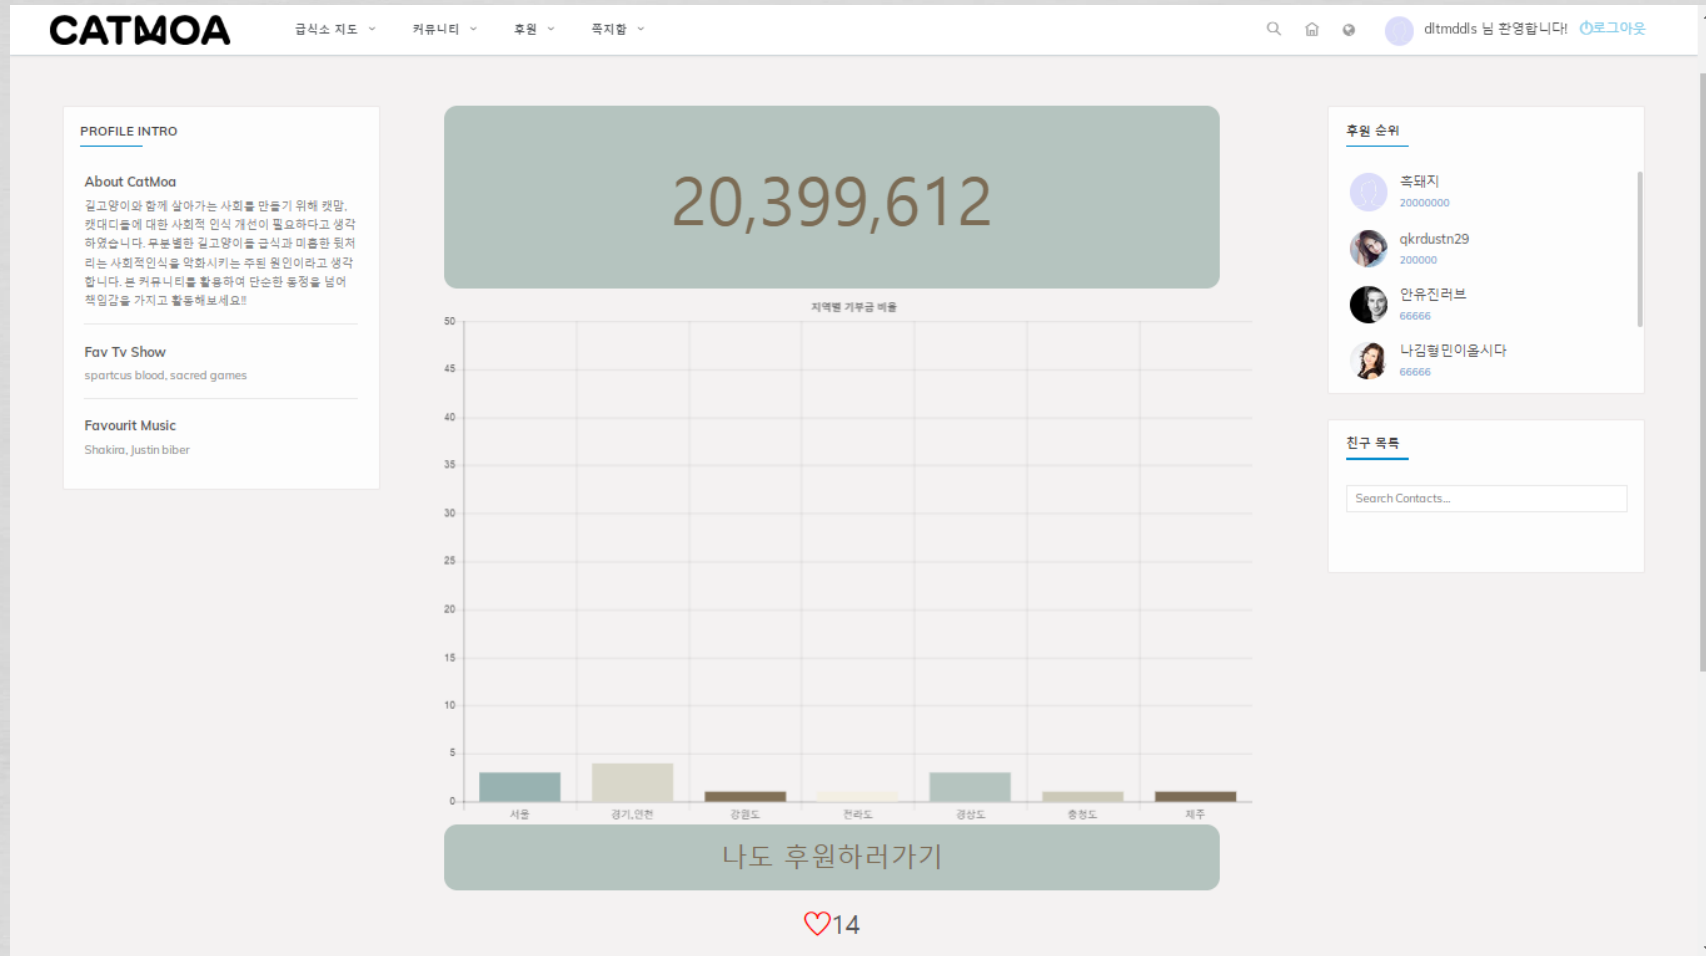 CATMOA
급식소 지도
커뮤니티
후원
쪽지함
dltmddls 님 환영합니다!
로그아웃
PROFILE INTRO
About CatMoa
길고양이와 함께 살아가는 사회를 만들기 위해 캣맘,
캣대디들에 대한 사회적 인식 개선이 필요하다고 생각
하였습니다. 무분별한 길고양이들 급식과 미흡한 뒷처
리는 사회적인식을 악화시키는 주된 원인이라고 생각
합니다. 본 커뮤니티를 활용하여 단순한 동정을 넘어
책임감을 가지고 활동해보세요!!
Fav Tv Show
spartcus blood, sacred games
Favourit Music
Shakira, Justin biber
20,399,612
지역별 기부금 비율
50
45
40
35
30
25
20
15
10
5
0
서울
경기,인천
강원도
전라도
경상도
충청도
제주
나도 후원하러가기
14
후원 순위
흑돼지
20000000
qkrdustn29
200000
안유진러브
66666
나김형민이올시다
66666
친구 목록
Search Contacts...